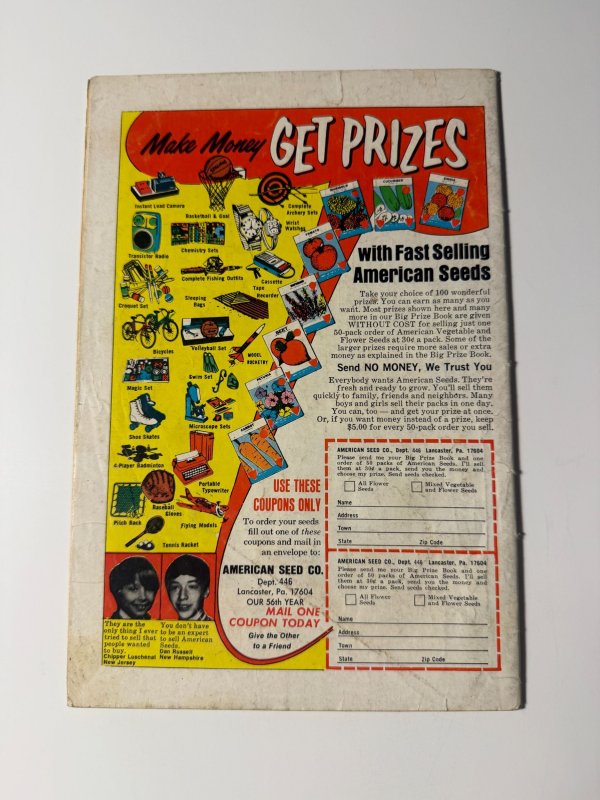 Make Money GET PRIZES
Instant Load Camera
Basketball & Goal
Complete
Archery Sets
Wrist
Watches
Transistor Radio
Chemistry Sets
Complete Fishing Outfits
Cassette
Tape
Recorder
Croquet Set
Sleeping
Bags
Bicycles
Volleyball Set
MODEL
ROCKETRY
Magic Set
Swim Set
Shoe Skates
Microscope Sets
4-Player Badminton
Portable
Typewriter
Baseball
Gloves
Pitch Back
Flying Models
Tennis Racket
CUCUMBER
TOMATO
BEET
CARROT
with Fast Selling
American Seeds
Take your choice of 100 wonderful
prizes. You can earn as many as you
want. Most prizes shown here and many
more in our Big Prize Book are given
WITHOUT COST for selling just one
50-pack order of American Vegetable and
Flower Seeds at 30¢ a pack. Some of the
larger prizes require more sales or extra
money as explained in the Big Prize Book.
Send NO MONEY, We Trust You
Everybody wants American Seeds. They're
fresh and ready to grow. You'll sell them
quickly to family, friends and neighbors. Many
boys and girls sell their packs in one day.
You can, too — and get your prize at once.
Or, if you want money instead of a prize, keep
$5.00 for every 50-pack order you sell.
USE THESE
COUPONS ONLY
To order your seeds
fill out one of these
coupons and mail in
an envelope to:
AMERICAN SEED CO.
Dept. 446
Lancaster, Pa. 17604
OUR 56th YEAR
MAIL ONE
COUPON TODAY
Give the Other
to a Friend
They are the
only thing I ever
tried to sell that
people wanted
to buy.
Chipper Luschenat
New Jersey
You don't have
to be an expert
to sell American
Seeds.
Dan Russell
New Hampshire
AMERICAN SEED CO., Dept. 446 Lancaster, Pa. 17604
Please send me your Big Prize Book and one
order of 50 packs of American Seeds. I'll sell
them at 30¢ a pack, send you the money and
choose my prize. Send seeds checked.
All Flower
Seeds
Mixed Vegetable
and Flower Seeds
Name
Address
Town
State Zip Code
AMERICAN SEED CO., Dept. 446 Lancaster, Pa. 17604
Please send me your Big Prize Book and one
order of 50 packs of American Seeds. I'll sell
them at 30¢ a pack, send you the money and
choose my prize. Send seeds checked.
All Flower
Seeds
Mixed Vegetable
and Flower Seeds
Name
Address
Town
State Zip Code